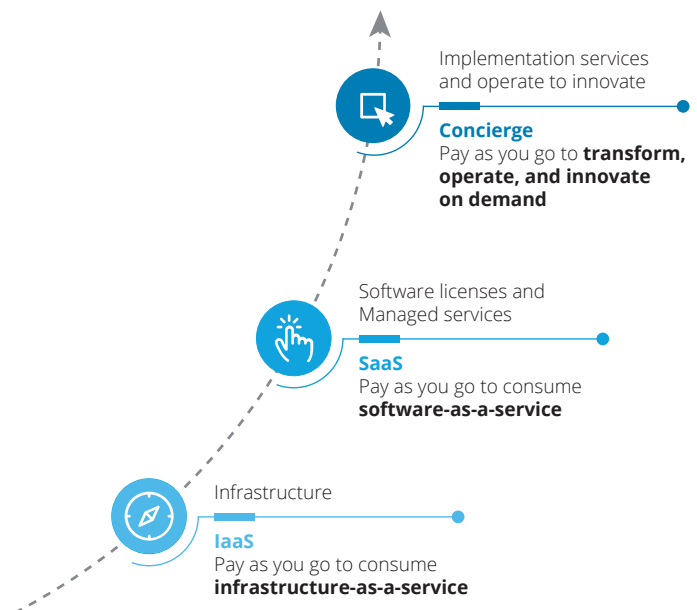 Implementation services
and operate to innovate
Concierge
Pay as you go to transform,
operate, and innovate
on demand
Software licenses and
Managed services
SaaS
Pay as you go to consume
software-as-a-service
Infrastructure
IaaS
Pay as you go to consume
infrastructure-as-a-service